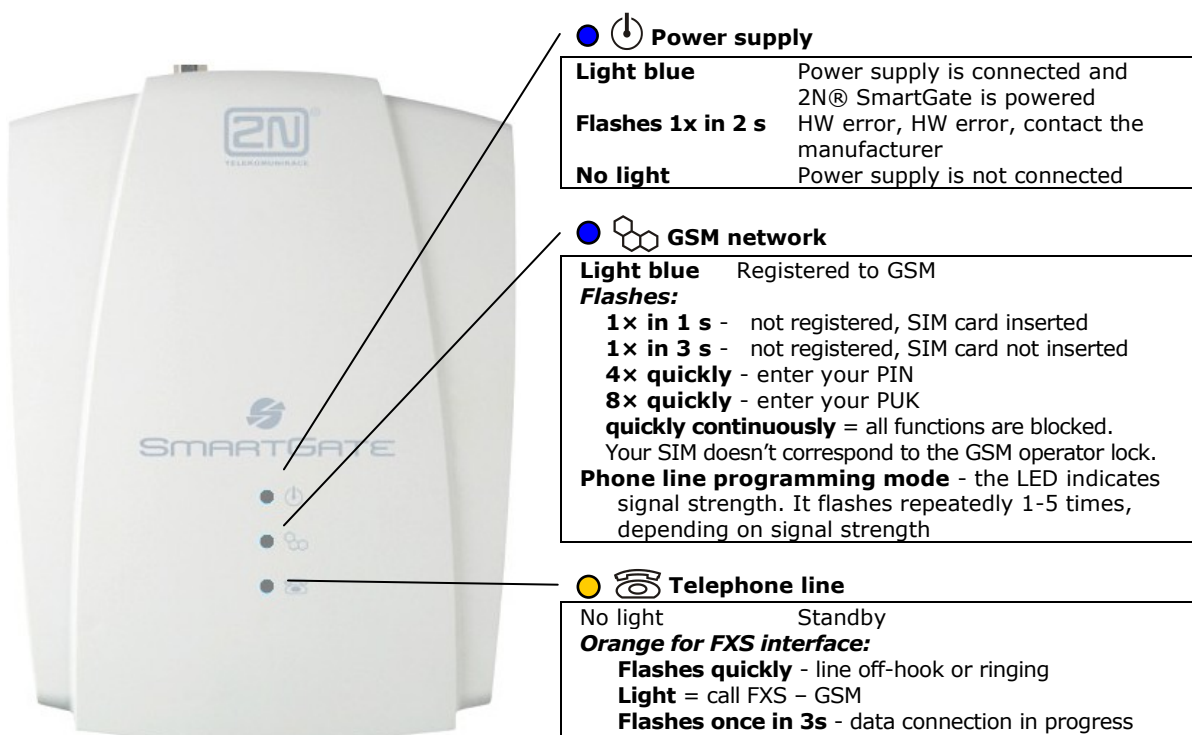 Power supply
Light blue Power supply is connected and
2N® SmartGate is powered
Flashes 1x in 2 s HW error, HW error, contact the
manufacturer
No light Power supply is not connected
2N®
TELEKOMUNIKACE
GSM network
Light blue Registered to GSM
Flashes:
1× in 1 s - not registered, SIM card inserted
1× in 3 s - not registered, SIM card not inserted
4× quickly - enter your PIN
8× quickly - enter your PUK
quickly continuously = all functions are blocked.
Your SIM doesn't correspond to the GSM operator lock.
Phone line programming mode - the LED indicates
signal strength. It flashes repeatedly 1-5 times,
depending on signal strength
SMARTGATE
Telephone line
No light Standby
Orange for FXS interface:
Flashes quickly - line off-hook or ringing
Light = call FXS – GSM
Flashes once in 3s - data connection in progress